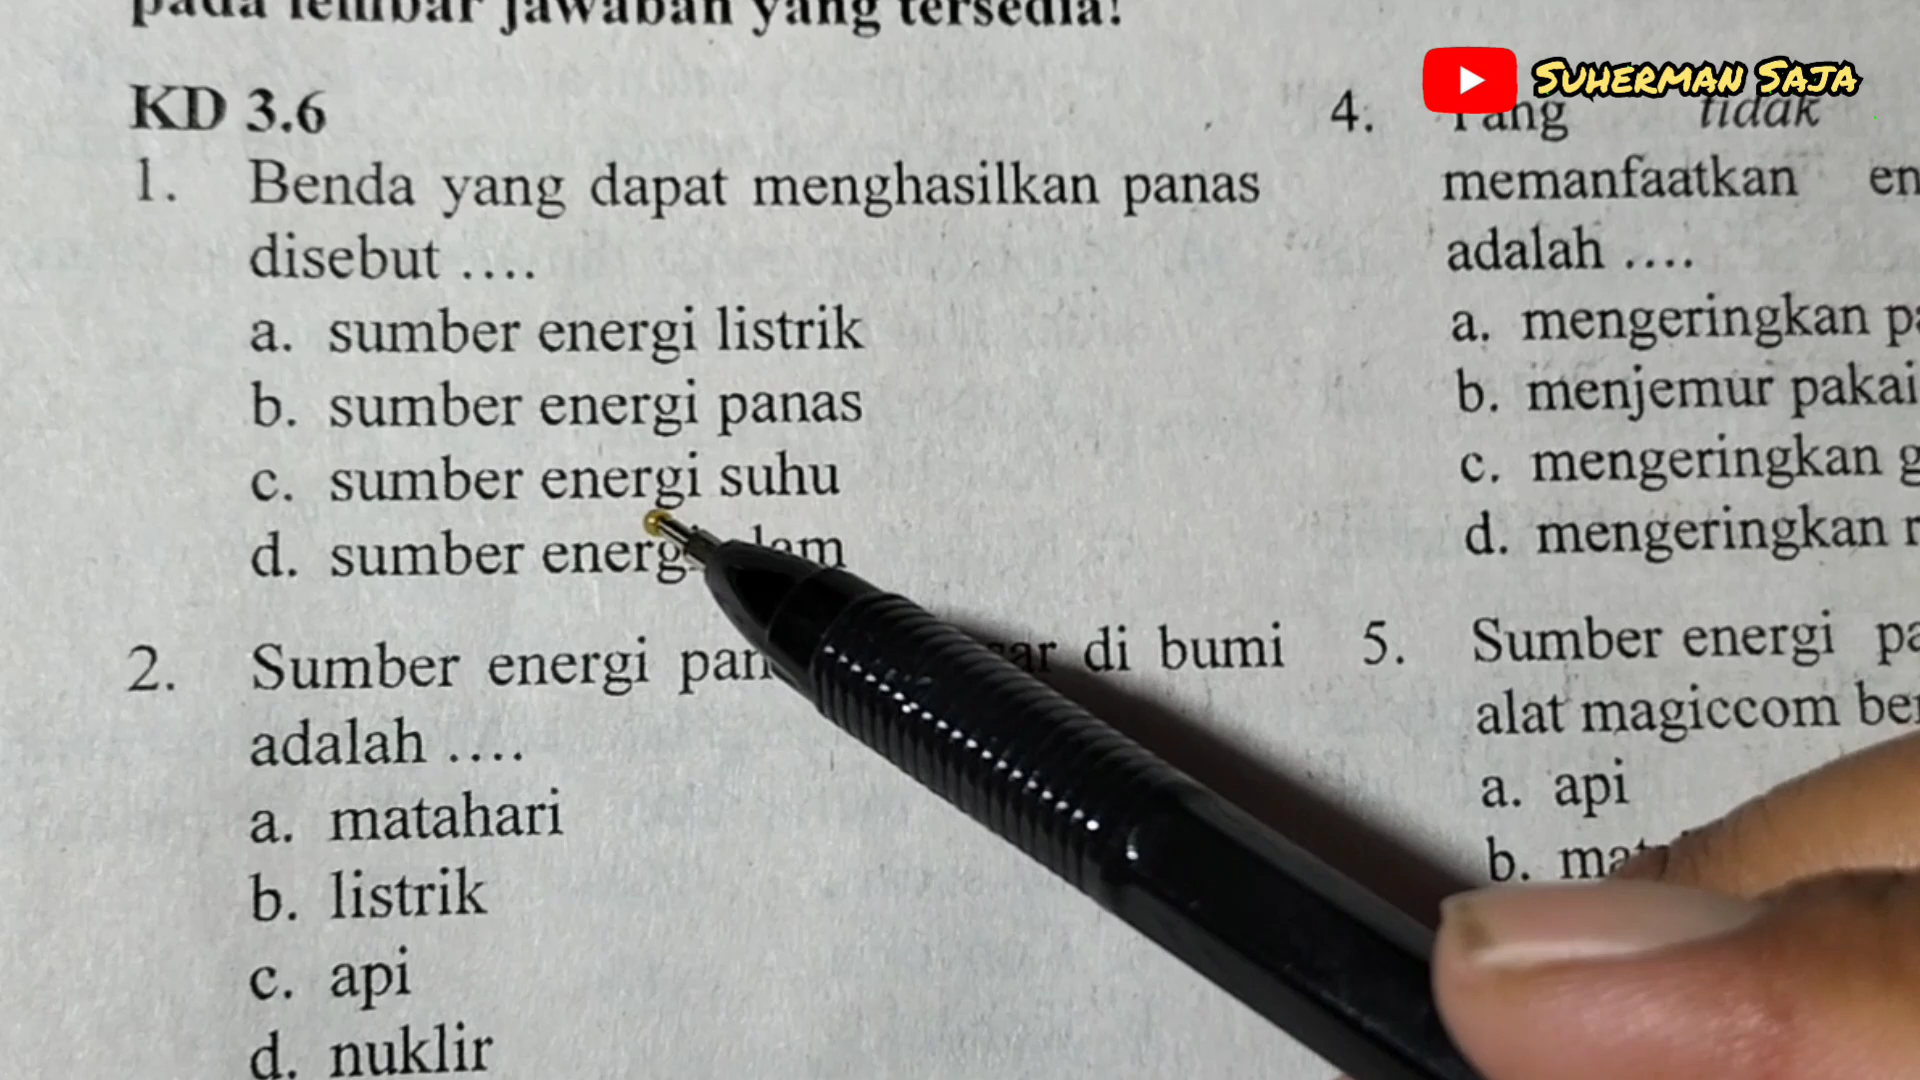 pada lembar jawaban yang tersedia!
KD 3.6
1. Benda yang dapat menghasilkan panas
disebut ....
a. sumber energi listrik
b. sumber energi panas
c. sumber energi suhu
d. sumber energi
2. Sumber energi di bumi
adalah ....
a. matahari
b. listrik
c. api
d. nuklir
SUHERMAN SAJA
4. Yang tidak
memanfaatkan
adalah ....
a. mengeringkan
b. menjemur
c. mengeringkan
d. mengeringkan
5. Sumber energi
alat magiccom
a. api
b.